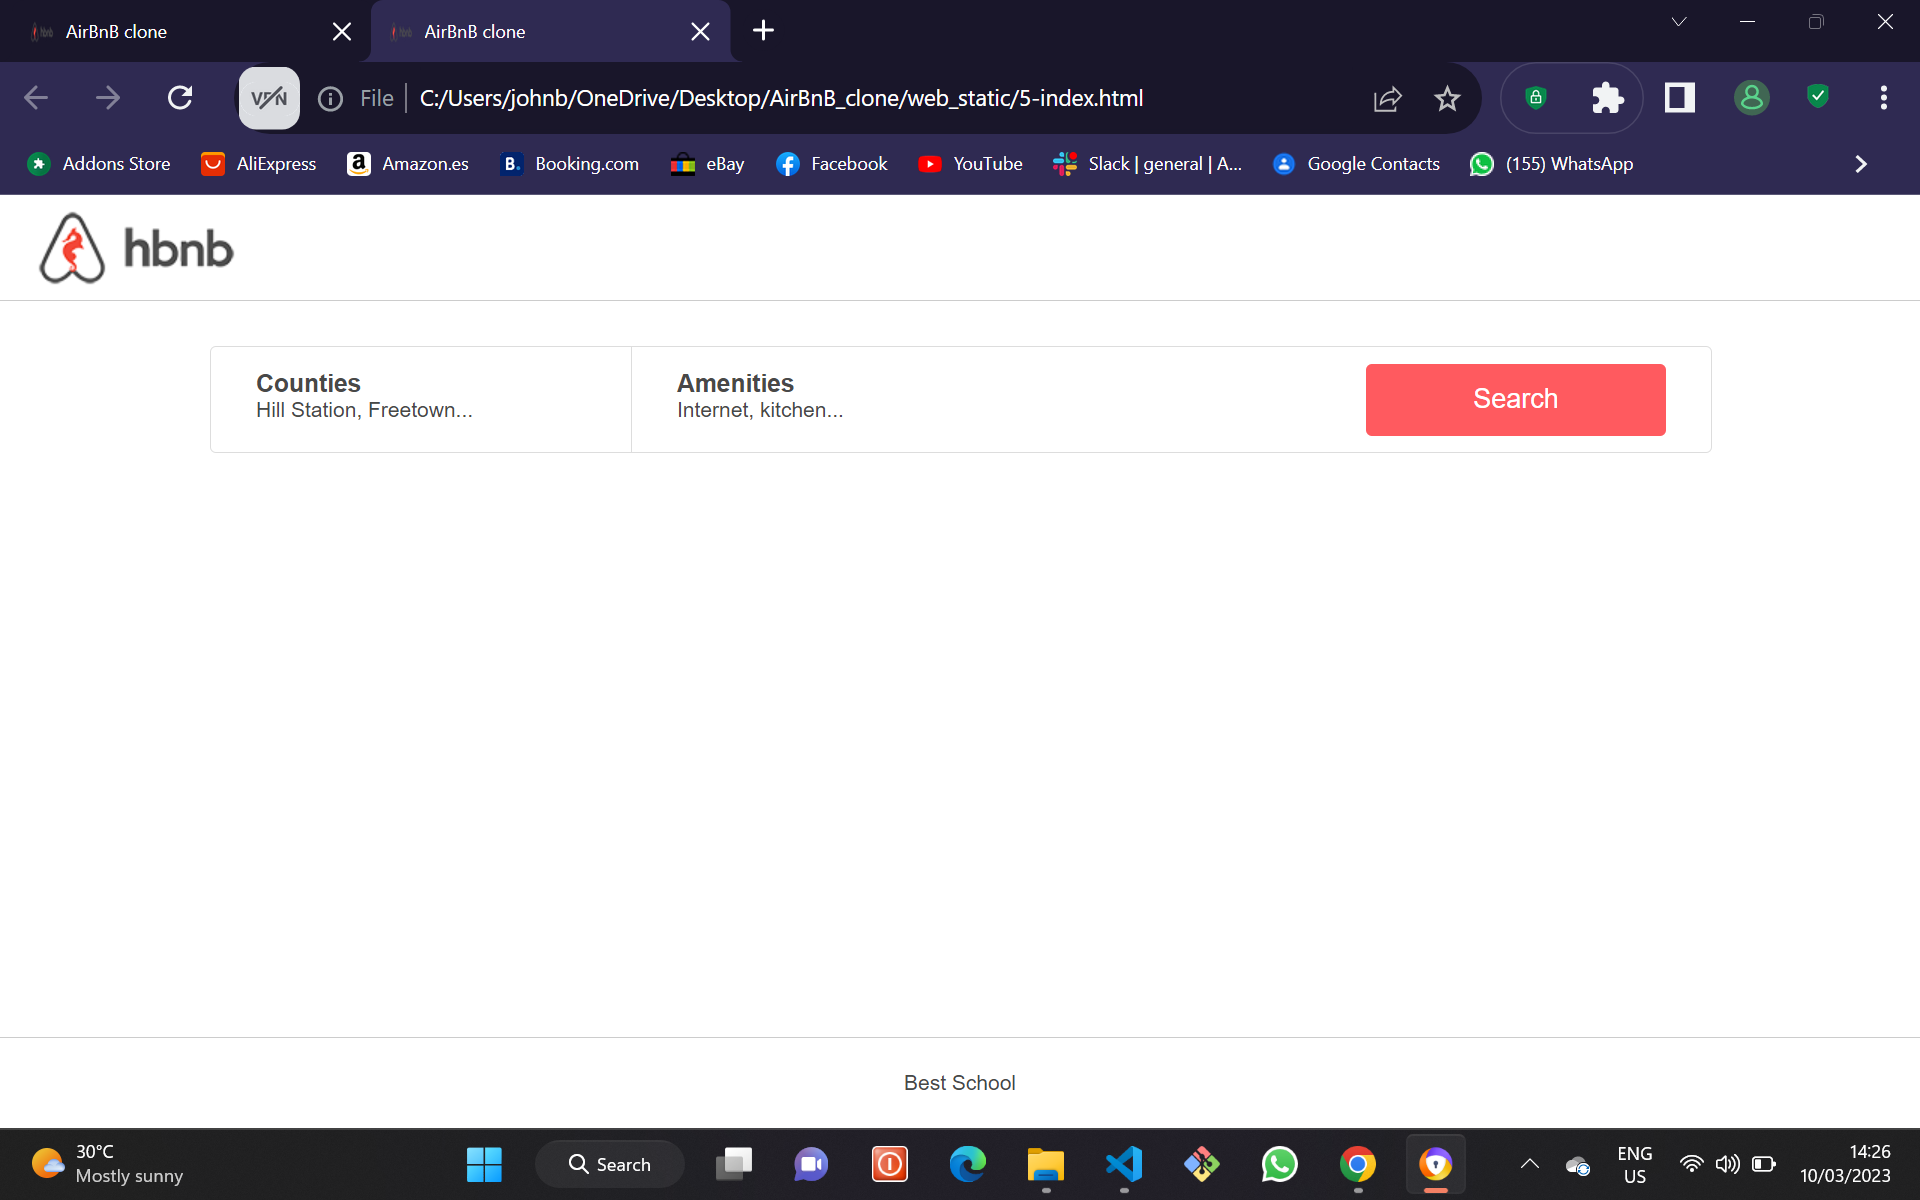 AirBnB clone
AirBnB clone
VPN
File
C:/Users/johnb/OneDrive/Desktop/AirBnB_clone/web_static/5-index.html
Addons Store
AliExpress
a
Amazon.es
B.
Booking.com
eBay
Facebook
YouTube
Slack | general | A...
Google Contacts
(155) WhatsApp
hbnb
Counties
Hill Station, Freetown...
Amenities
Internet, kitchen...
Search
Best School
30°C
Mostly sunny
Search
ENG
US
14:26
10/03/2023